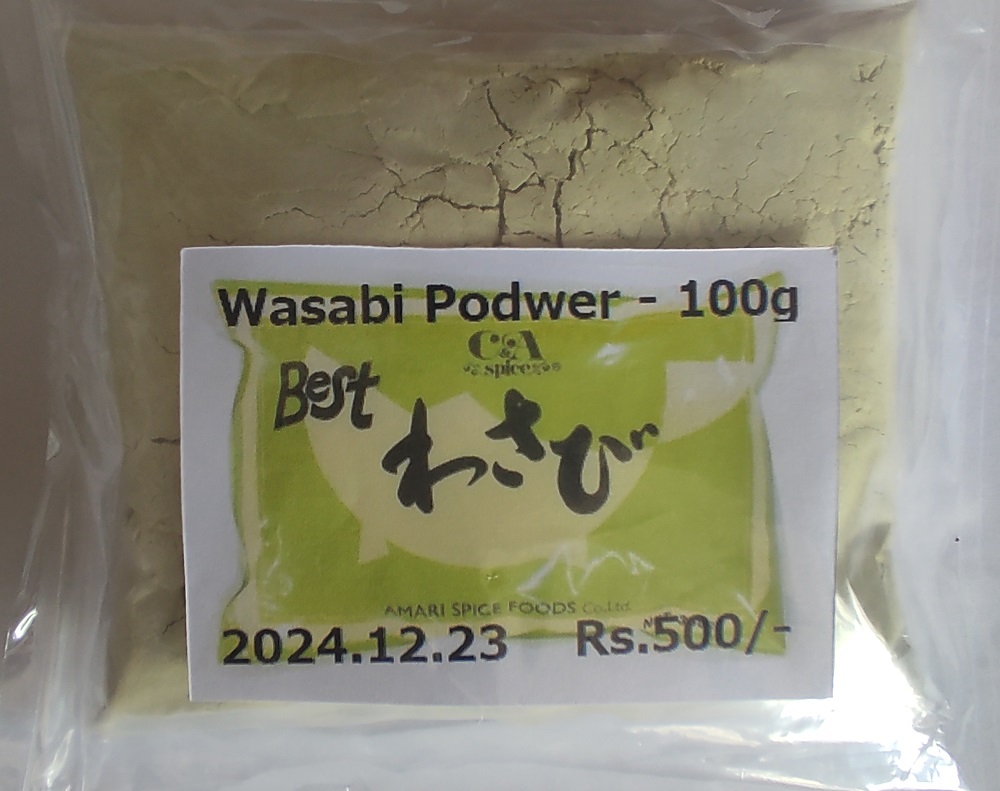 Wasabi Podwer - 100g
C&A
spice
Best
わさび
AMARI SPICE FOODS Co.,Ltd.
2024.12.23 Rs.500/-